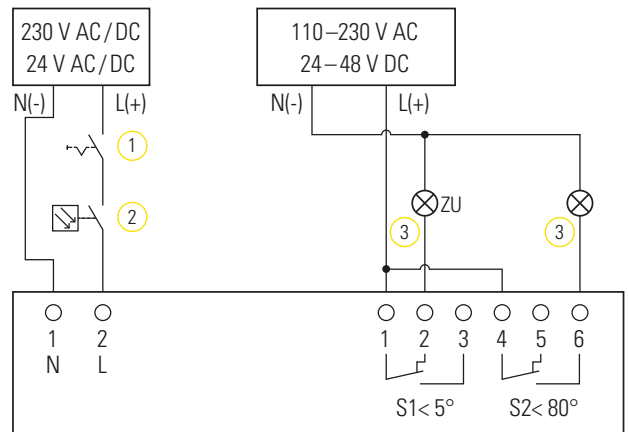 230 V AC/DC
24 V AC/DC
110–230 V AC
24–48 V DC
N(-) L(+)
N(-) L(+)
1
2
ZU
3
3
1 2
N L
1 2 3 4 5 6
S1< 5° S2< 80°